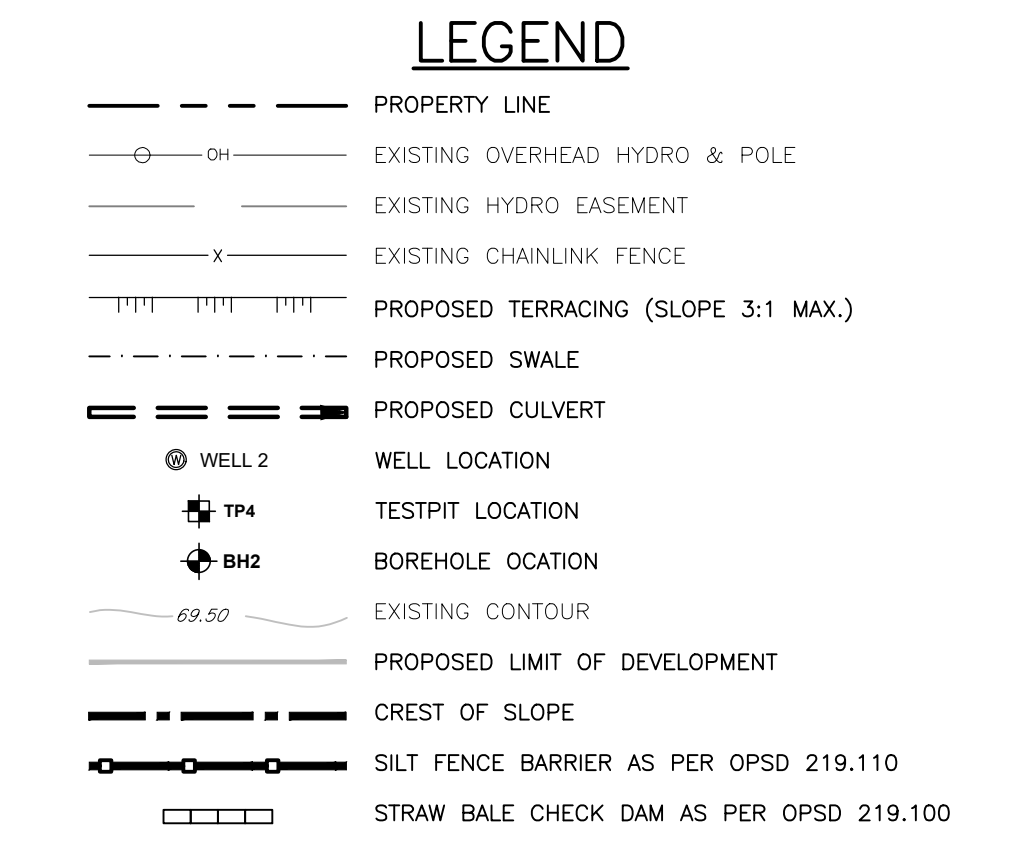 LEGEND
PROPERTY LINE
OH EXISTING OVERHEAD HYDRO & POLE
EXISTING HYDRO EASEMENT
X EXISTING CHAINLINK FENCE
PROPOSED TERRACING (SLOPE 3:1 MAX.)
PROPOSED SWALE
PROPOSED CULVERT
W WELL 2 WELL LOCATION
TP4 TESTPIT LOCATION
BH2 BOREHOLE OCATION
69.50 EXISTING CONTOUR
PROPOSED LIMIT OF DEVELOPMENT
CREST OF SLOPE
SILT FENCE BARRIER AS PER OPSD 219.110
STRAW BALE CHECK DAM AS PER OPSD 219.100